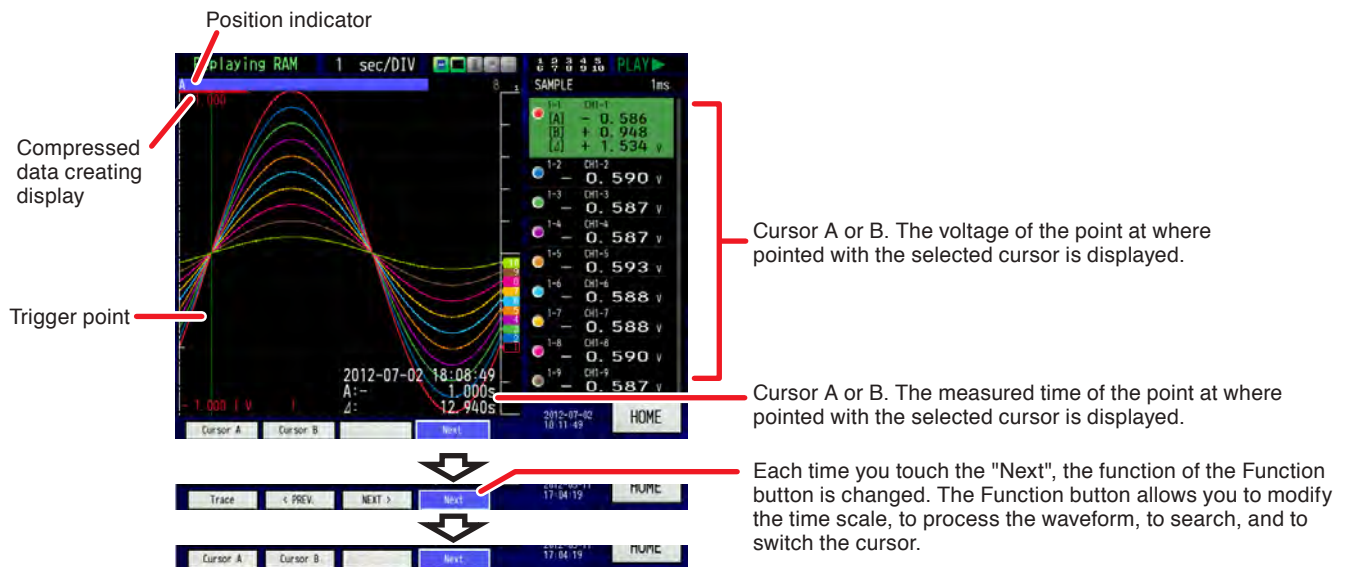 Position indicator
Replaying RAM 1 sec/DIV PLAY
A B
SAMPLE 1ms
1.000
1-1 CH1-1
[A] - 0.586
[B] + 0.948
[⊿] + 1.534 V
Compressed
data creating
display
1-2 CH1-2
- 0.590 V
1-3 CH1-3
- 0.587 V
1-4 CH1-4
- 0.587 V
Cursor A or B. The voltage of the point at where
pointed with the selected cursor is displayed.
1-5 CH1-5
- 0.593 V
1-6 CH1-6
- 0.588 V
Trigger point
1-7 CH1-7
- 0.588 V
1-8 CH1-8
- 0.590 V
1-9 CH1-9
- 0.587 V
2012-07-02 18:08:49
A:- 1.000s
⊿: 12.940s
- 1.000 V
Cursor A or B. The measured time of the point at where
pointed with the selected cursor is displayed.
2012-07-02
18:11:49
HOME
Cursor A Cursor B Next
Each time you touch the "Next", the function of the Function
button is changed. The Function button allows you to modify
the time scale, to process the waveform, to search, and to
switch the cursor.
Trace < PREV. NEXT > Next
17:04:19
HOME
Cursor A Cursor B Next
17:04:19
HOME